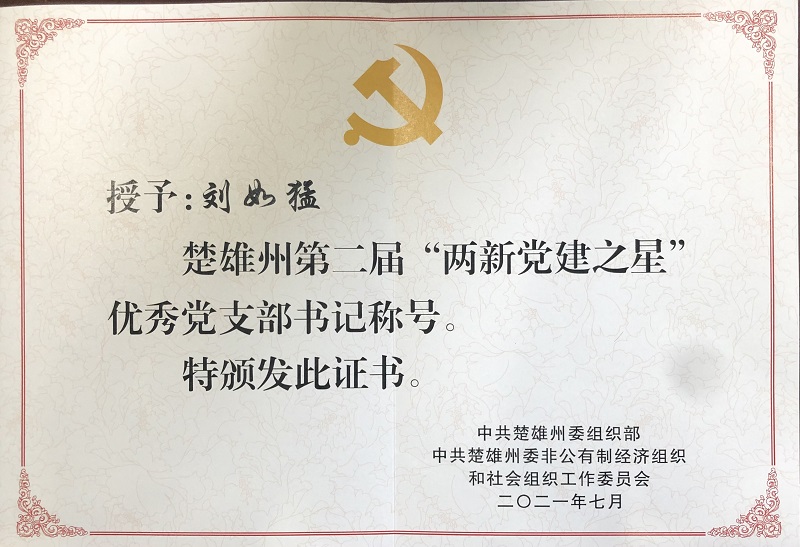 授予:刘如猛
楚雄州第二届“两新党建之星”
优秀党支部书记称号。
特颁发此证书。
中共楚雄州委组织部
中共楚雄州委非公有制经济组织
和社会组织工作委员会
二〇二一年七月